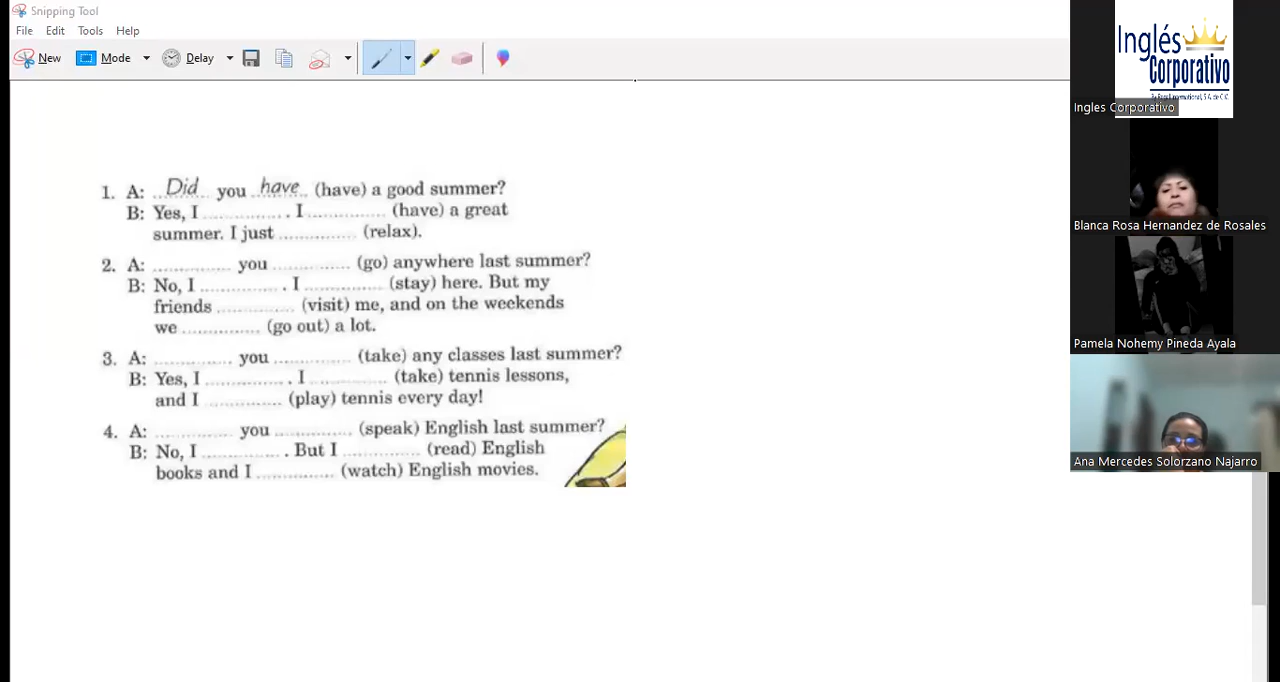 Snipping Tool
File Edit Tools Help
New Mode Delay
1. A: Did you have (have) a good summer?
B: Yes, I .............. . I .............. (have) a great
summer. I just .............. (relax).
2. A: .............. you .............. (go) anywhere last summer?
B: No, I .............. . I .............. (stay) here. But my
friends .............. (visit) me, and on the weekends
we .............. (go out) a lot.
3. A: .............. you .............. (take) any classes last summer?
B: Yes, I .............. . I .............. (take) tennis lessons,
and I .............. (play) tennis every day!
4. A: .............. you .............. (speak) English last summer?
B: No, I .............. . But I .............. (read) English
books and I .............. (watch) English movies.
Inglés
Corporativo
Ingles Corporativo
Blanca Rosa Hernandez de Rosales
Pamela Nohemy Pineda Ayala
Ana Mercedes Solorzano Najarro